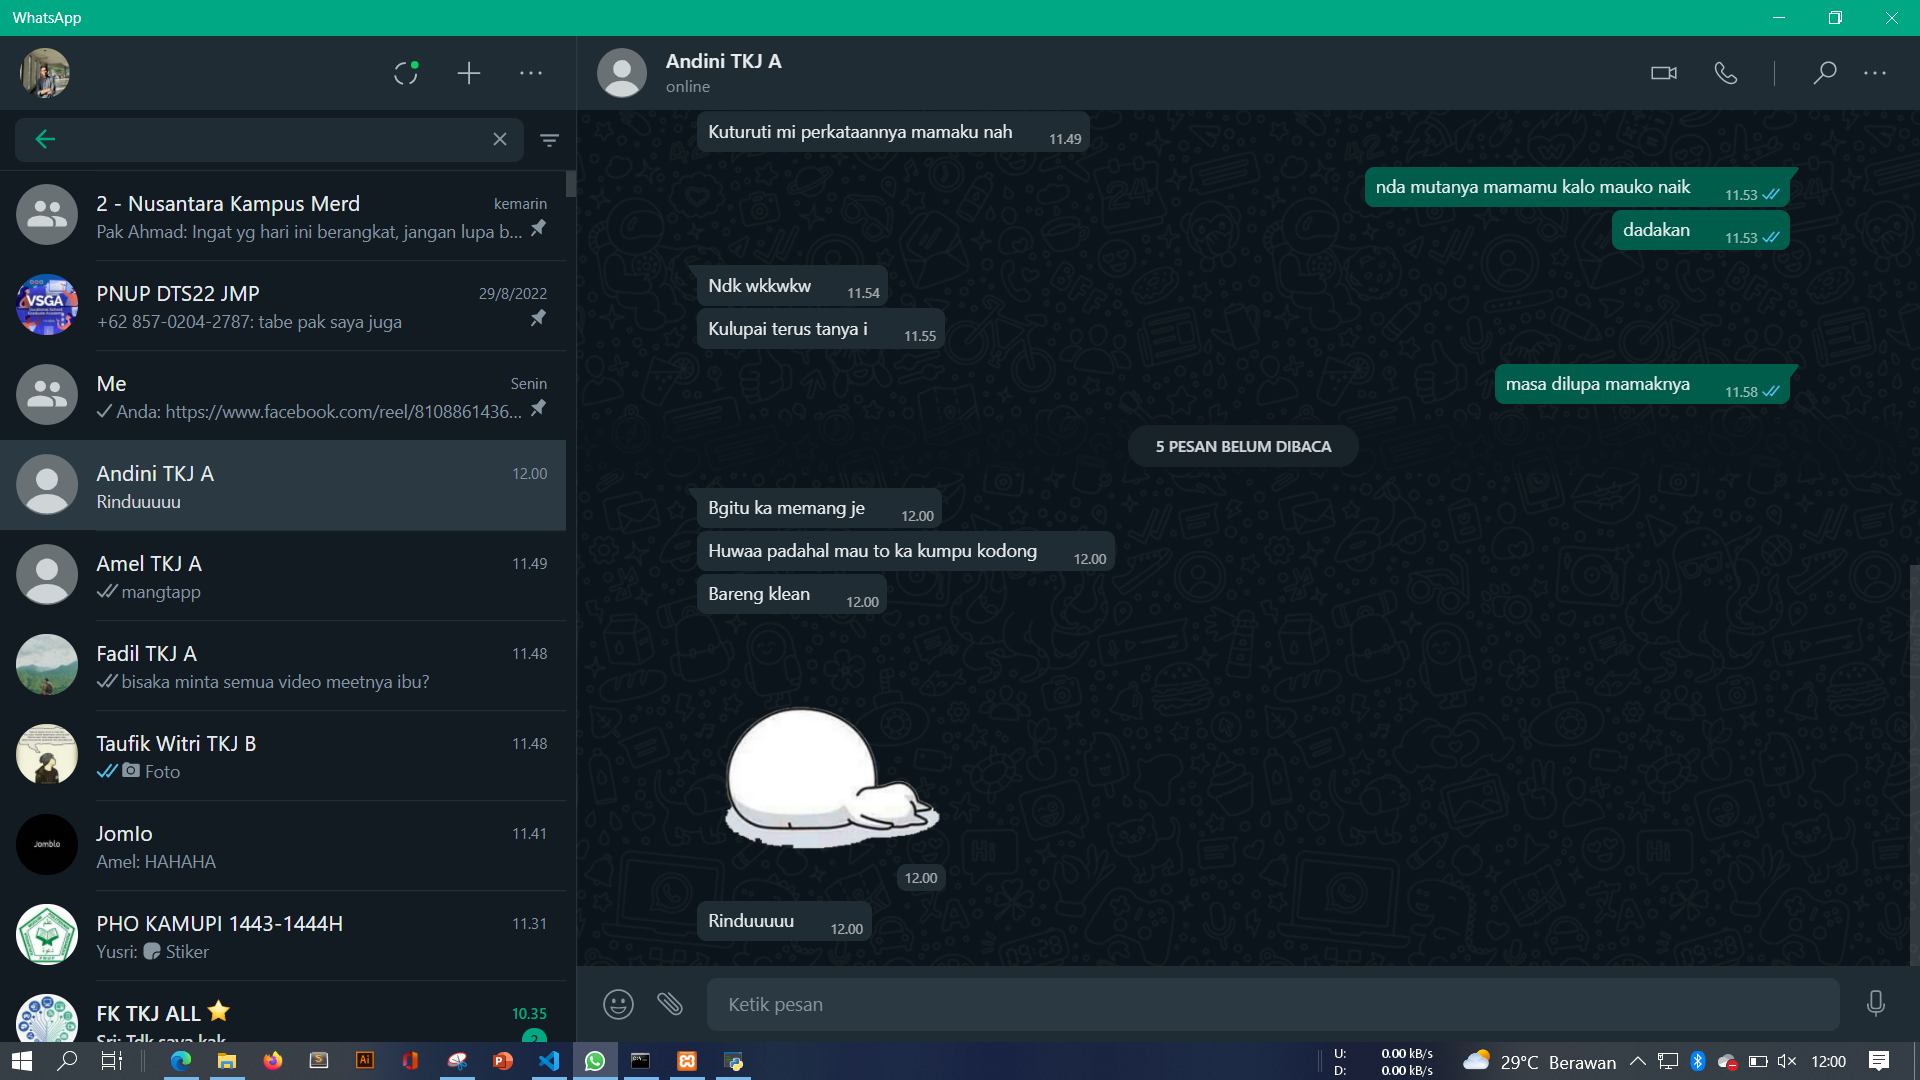 WhatsApp
2 - Nusantara Kampus Merd
kemarin
Pak Ahmad: Ingat yg hari ini berangkat, jangan lupa b...
VSGA
PNUP DTS22 JMP
29/8/2022
+62 857-0204-2787: tabe pak saya juga
Me
Senin
Anda: https://www.facebook.com/reel/8108861436...
Andini TKJ A
12.00
Rinduuuuu
Amel TKJ A
11.49
mangtapp
Fadil TKJ A
11.48
bisaka minta semua video meetnya ibu?
Taufik Witri TKJ B
11.48
Foto
Jomblo
Jomlo
11.41
Amel: HAHAHA
PHO KAMUPI 1443-1444H
11.31
Yusri: Stiker
FK TKJ ALL
10.35
Sri: Tdk saya kak
2
Andini TKJ A
online
Kuturuti mi perkataannya mamaku nah 11.49
nda mutanya mamamu kalo mauko naik 11.53
dadakan 11.53
Ndk wkkwkw 11.54
Kulupai terus tanya i 11.55
masa dilupa mamaknya 11.58
5 PESAN BELUM DIBACA
Bgitu ka memang je 12.00
Huwaa padahal mau to ka kumpu kodong 12.00
Bareng klean 12.00
12.00
Rinduuuuu 12.00
Ketik pesan
U: 0.00 kB/s
D: 0.00 kB/s
29°C Berawan
12:00